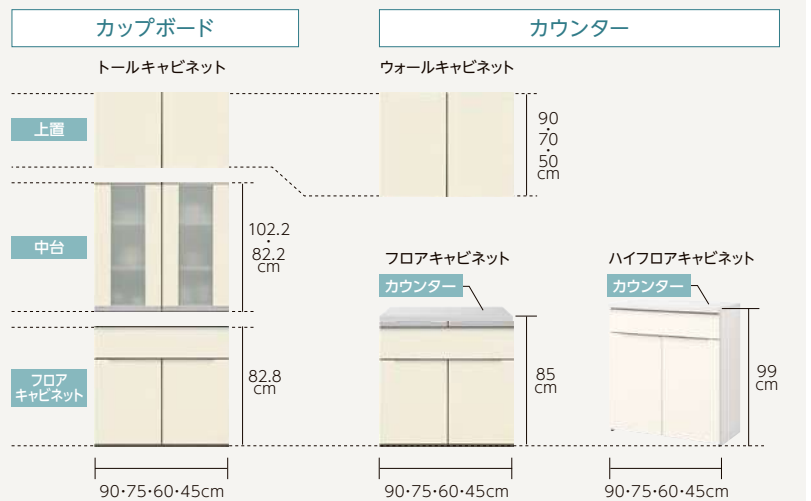 カップボード
カウンター
トールキャビネット
ウォールキャビネット
上置
90
・
70
・
50
cm
中台
102.2
・
82.2
cm
フロアキャビネット
ハイフロアキャビネット
カウンター
カウンター
フロア
キャビネット
82.8
cm
85
cm
99
cm
90・75・60・45cm
90・75・60・45cm
90・75・60・45cm